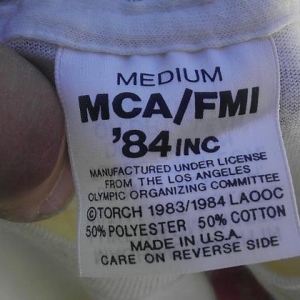 MEDIUM
MCA/FMI
'84 INC
MANUFACTURED UNDER LICENSE
FROM THE LOS ANGELES
OLYMPIC ORGANIZING COMMITTEE
©TORCH 1983/1984 LAOOC
50% POLYESTER 50% COTTON
MADE IN U.S.A.
CARE ON REVERSE SIDE